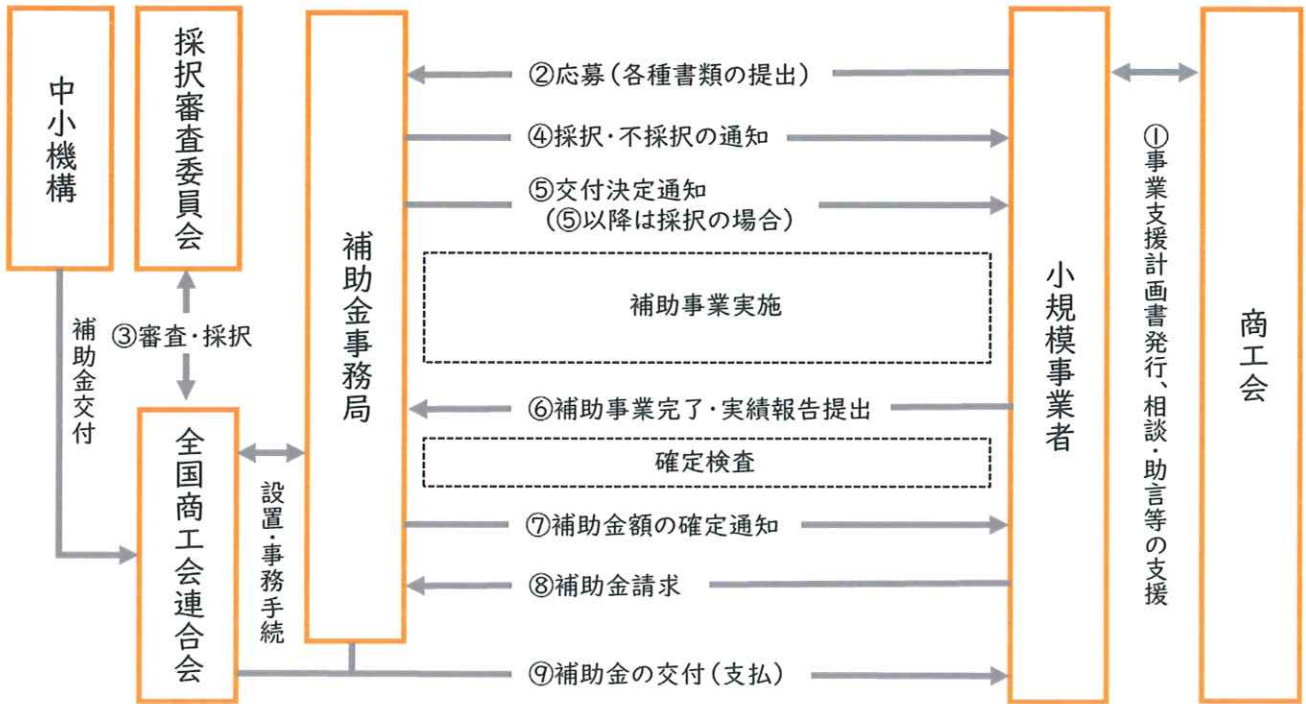 中小機構
採択審査委員会
補助金事務局
小規模事業者
商工会
全国商工会連合会
①事業支援計画書発行、相談・助言等の支援
②応募(各種書類の提出)
③審査・採択
④採択・不採択の通知
⑤交付決定通知
(⑤以降は採択の場合)
補助事業実施
⑥補助事業完了・実績報告提出
確定検査
⑦補助金額の確定通知
⑧補助金請求
⑨補助金の交付(支払)
補助金交付
設置・事務手続